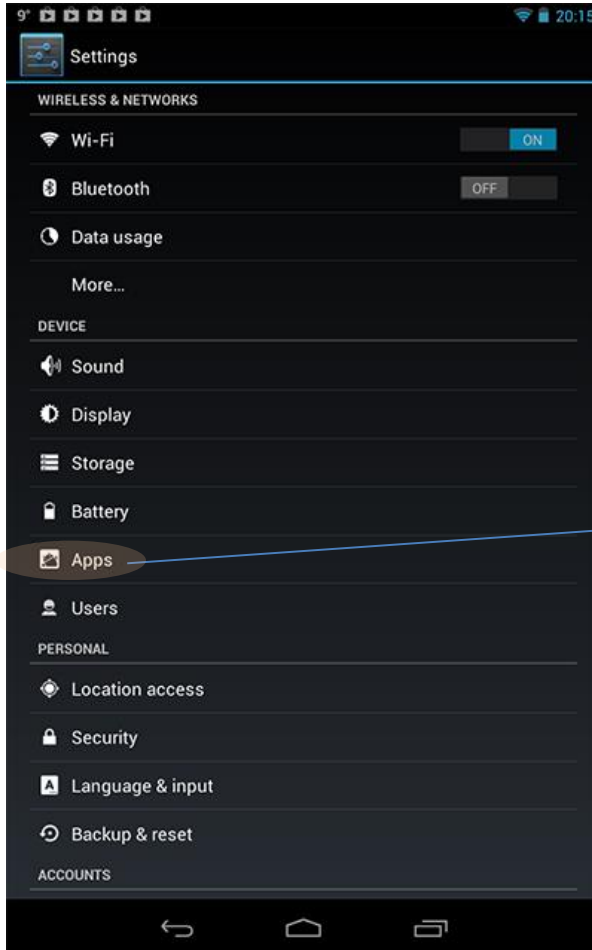 9° 20:15
Settings
WIRELESS & NETWORKS
Wi-Fi ON
Bluetooth OFF
Data usage
More...
DEVICE
Sound
Display
Storage
Battery
Apps
Users
PERSONAL
Location access
Security
A Language & input
Backup & reset
ACCOUNTS